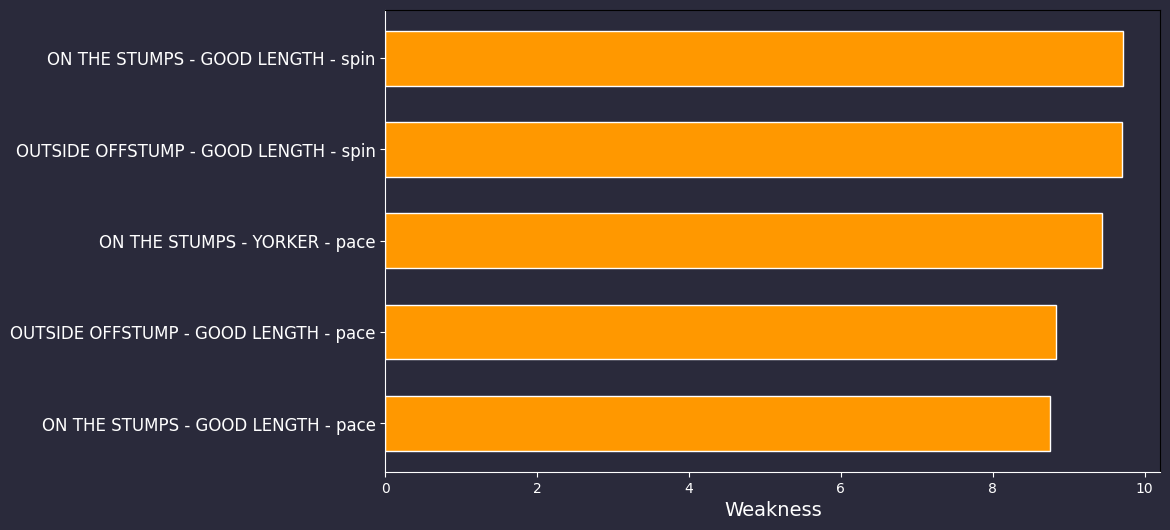 ON THE STUMPS - GOOD LENGTH - spin
OUTSIDE OFFSTUMP - GOOD LENGTH - spin
ON THE STUMPS - YORKER - pace
OUTSIDE OFFSTUMP - GOOD LENGTH - pace
ON THE STUMPS - GOOD LENGTH - pace
0 2 4 6 8 10
Weakness